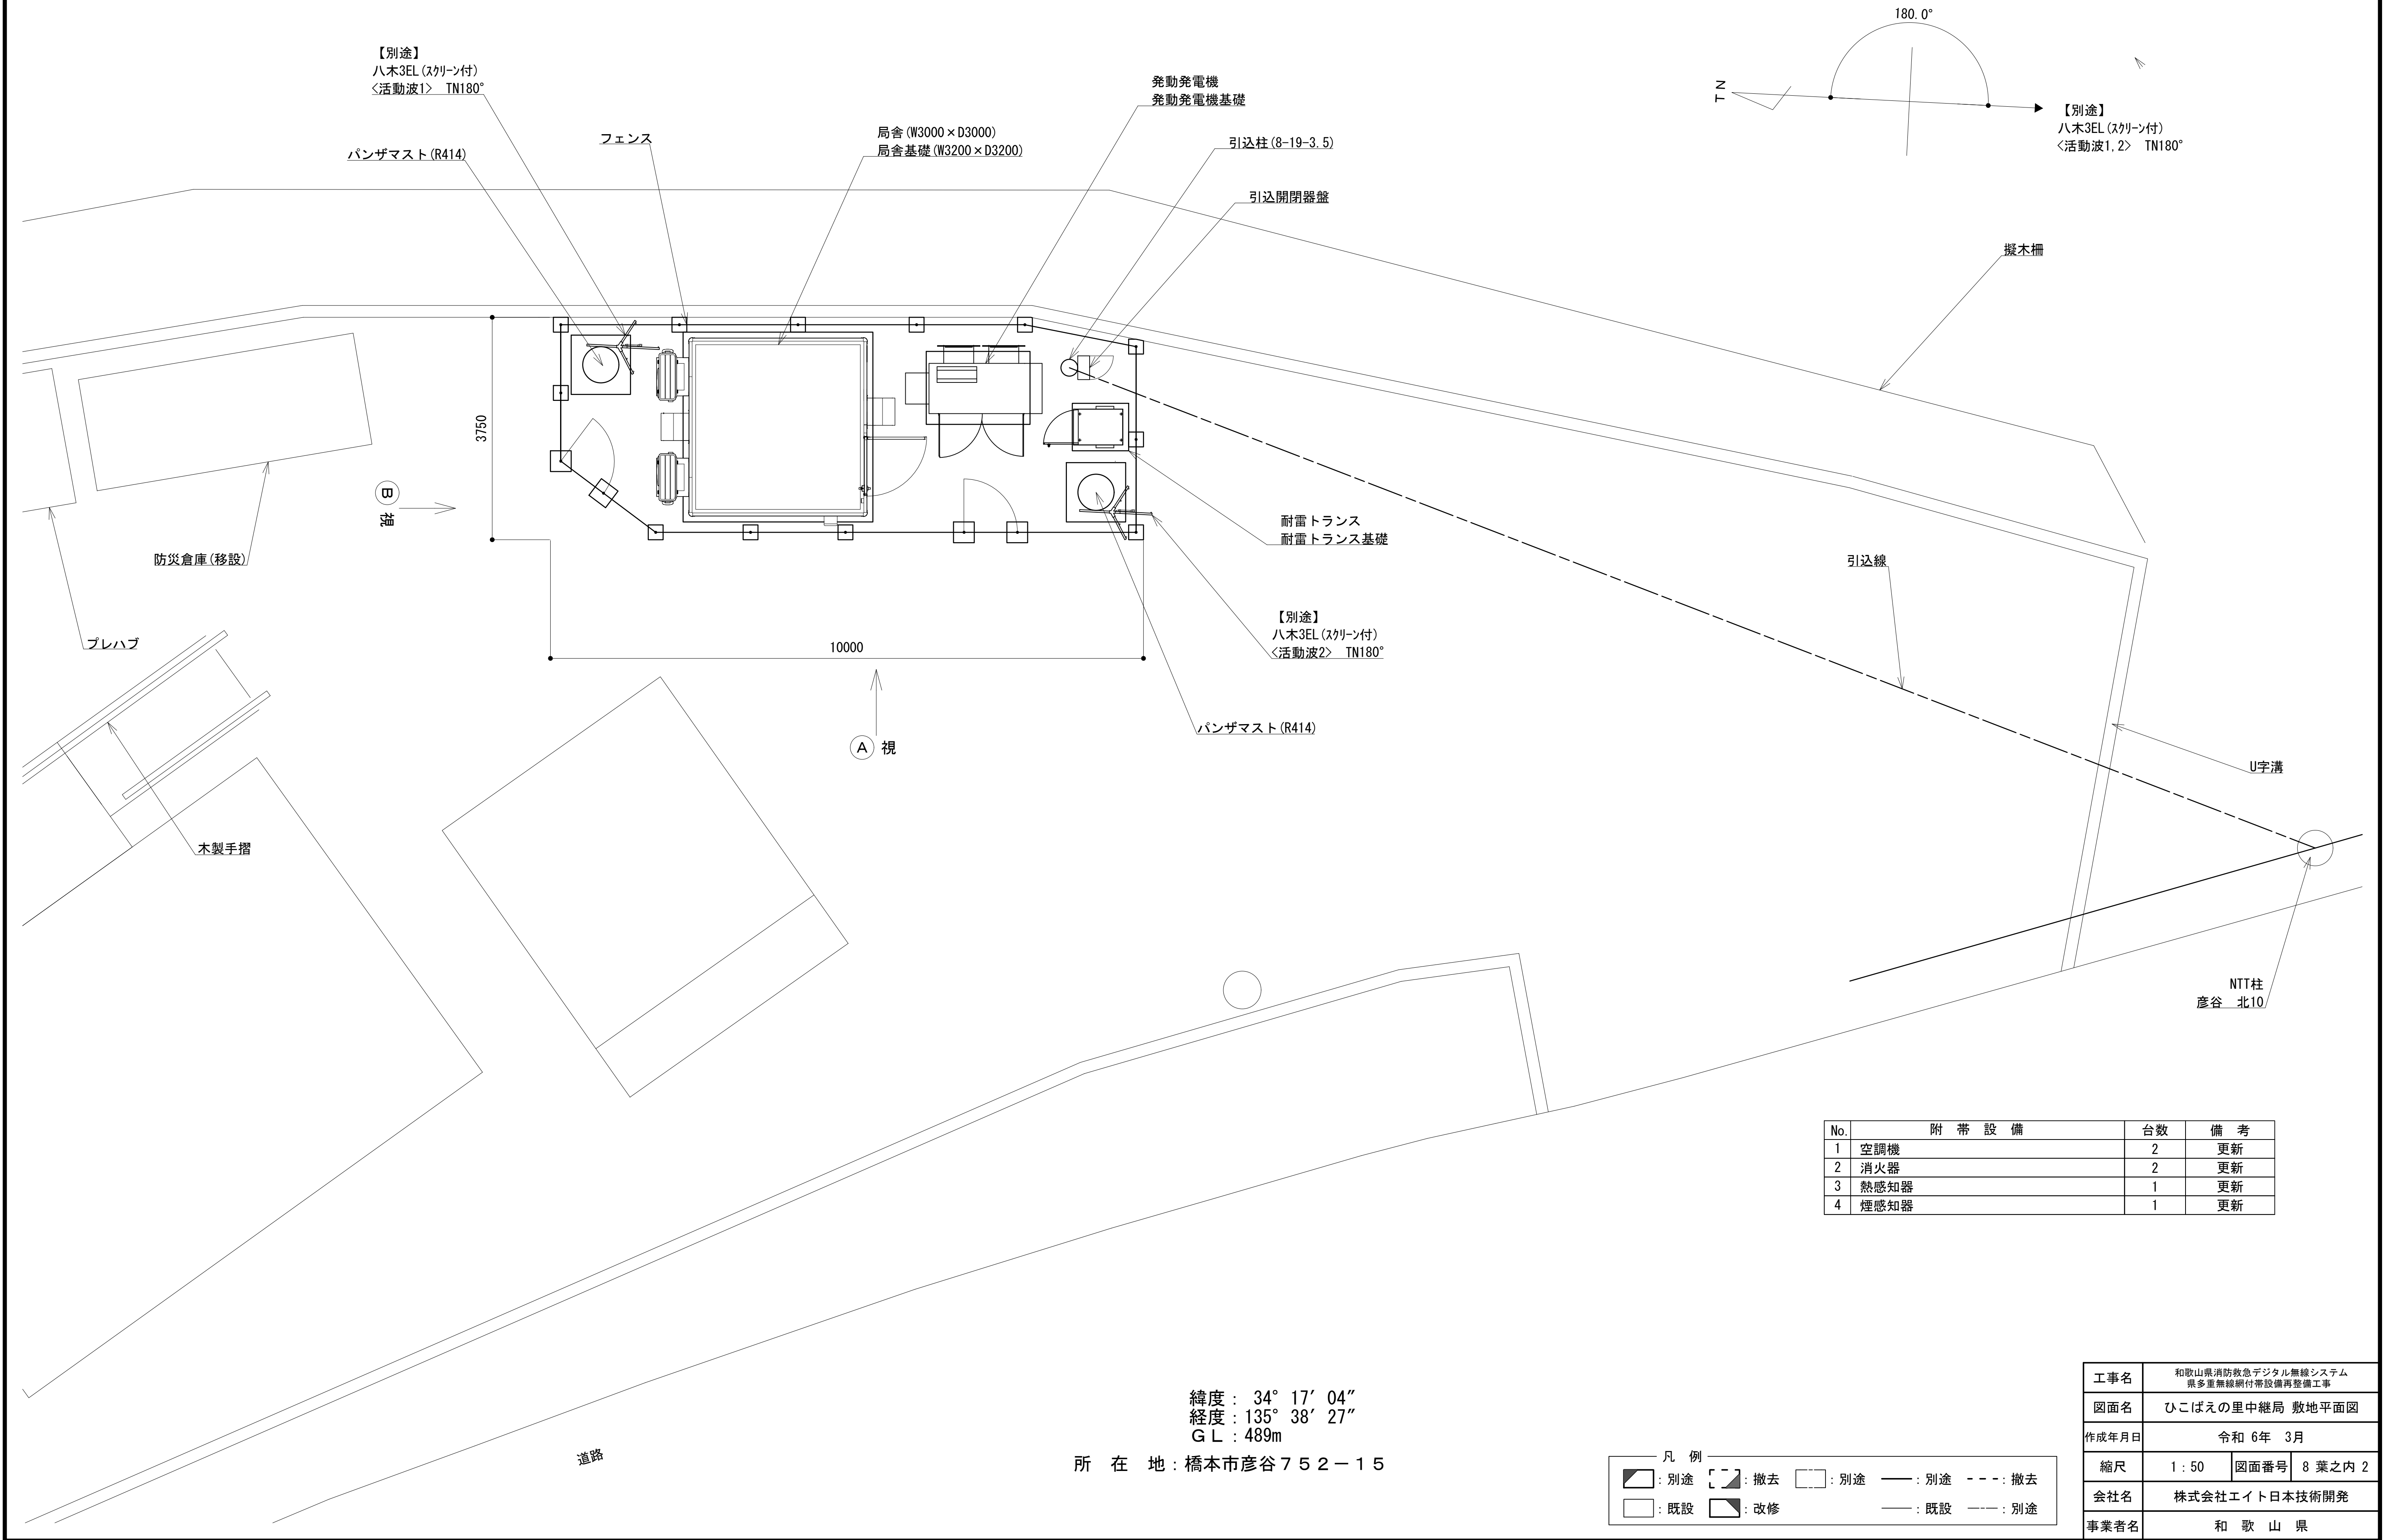 180.0°
TN
【別途】
八木3EL(ｽｸﾘｰﾝ付)
<活動波1,2>　TN180°
【別途】
八木3EL(ｽｸﾘｰﾝ付)
<活動波1>　TN180°
パンザマスト(R414)
フェンス
局舎(W3000×D3000)
局舎基礎(W3200×D3200)
発動発電機
発動発電機基礎
引込柱(8-19-3.5)
引込開閉器盤
擬木柵
3750
B 視
防災倉庫(移設)
プレハブ
10000
耐雷トランス
耐雷トランス基礎
【別途】
八木3EL(ｽｸﾘｰﾝ付)
<活動波2>　TN180°
パンザマスト(R414)
A 視
引込線
U字溝
木製手摺
NTT柱
彦谷　北10
No. 附　帯　設　備 台数 備　考
1 空調機 2 更新
2 消火器 2 更新
3 熱感知器 1 更新
4 煙感知器 1 更新
道路
緯度： 34° 17′ 04″
経度：135° 38′ 27″
ＧＬ：489m
所　在　地：橋本市彦谷７５２－１５
凡　例
：別途 ：撤去 ：別途 ：別途 ：撤去
：既設 ：改修 ：既設 ：別途
工事名 和歌山県消防救急デジタル無線システム
県多重無線網付帯設備再整備工事
図面名 ひこばえの里中継局 敷地平面図
作成年月日 令和 6年　3月
縮尺 1：50 図面番号 8 葉之内 2
会社名 株式会社エイト日本技術開発
事業者名 和　歌　山　県